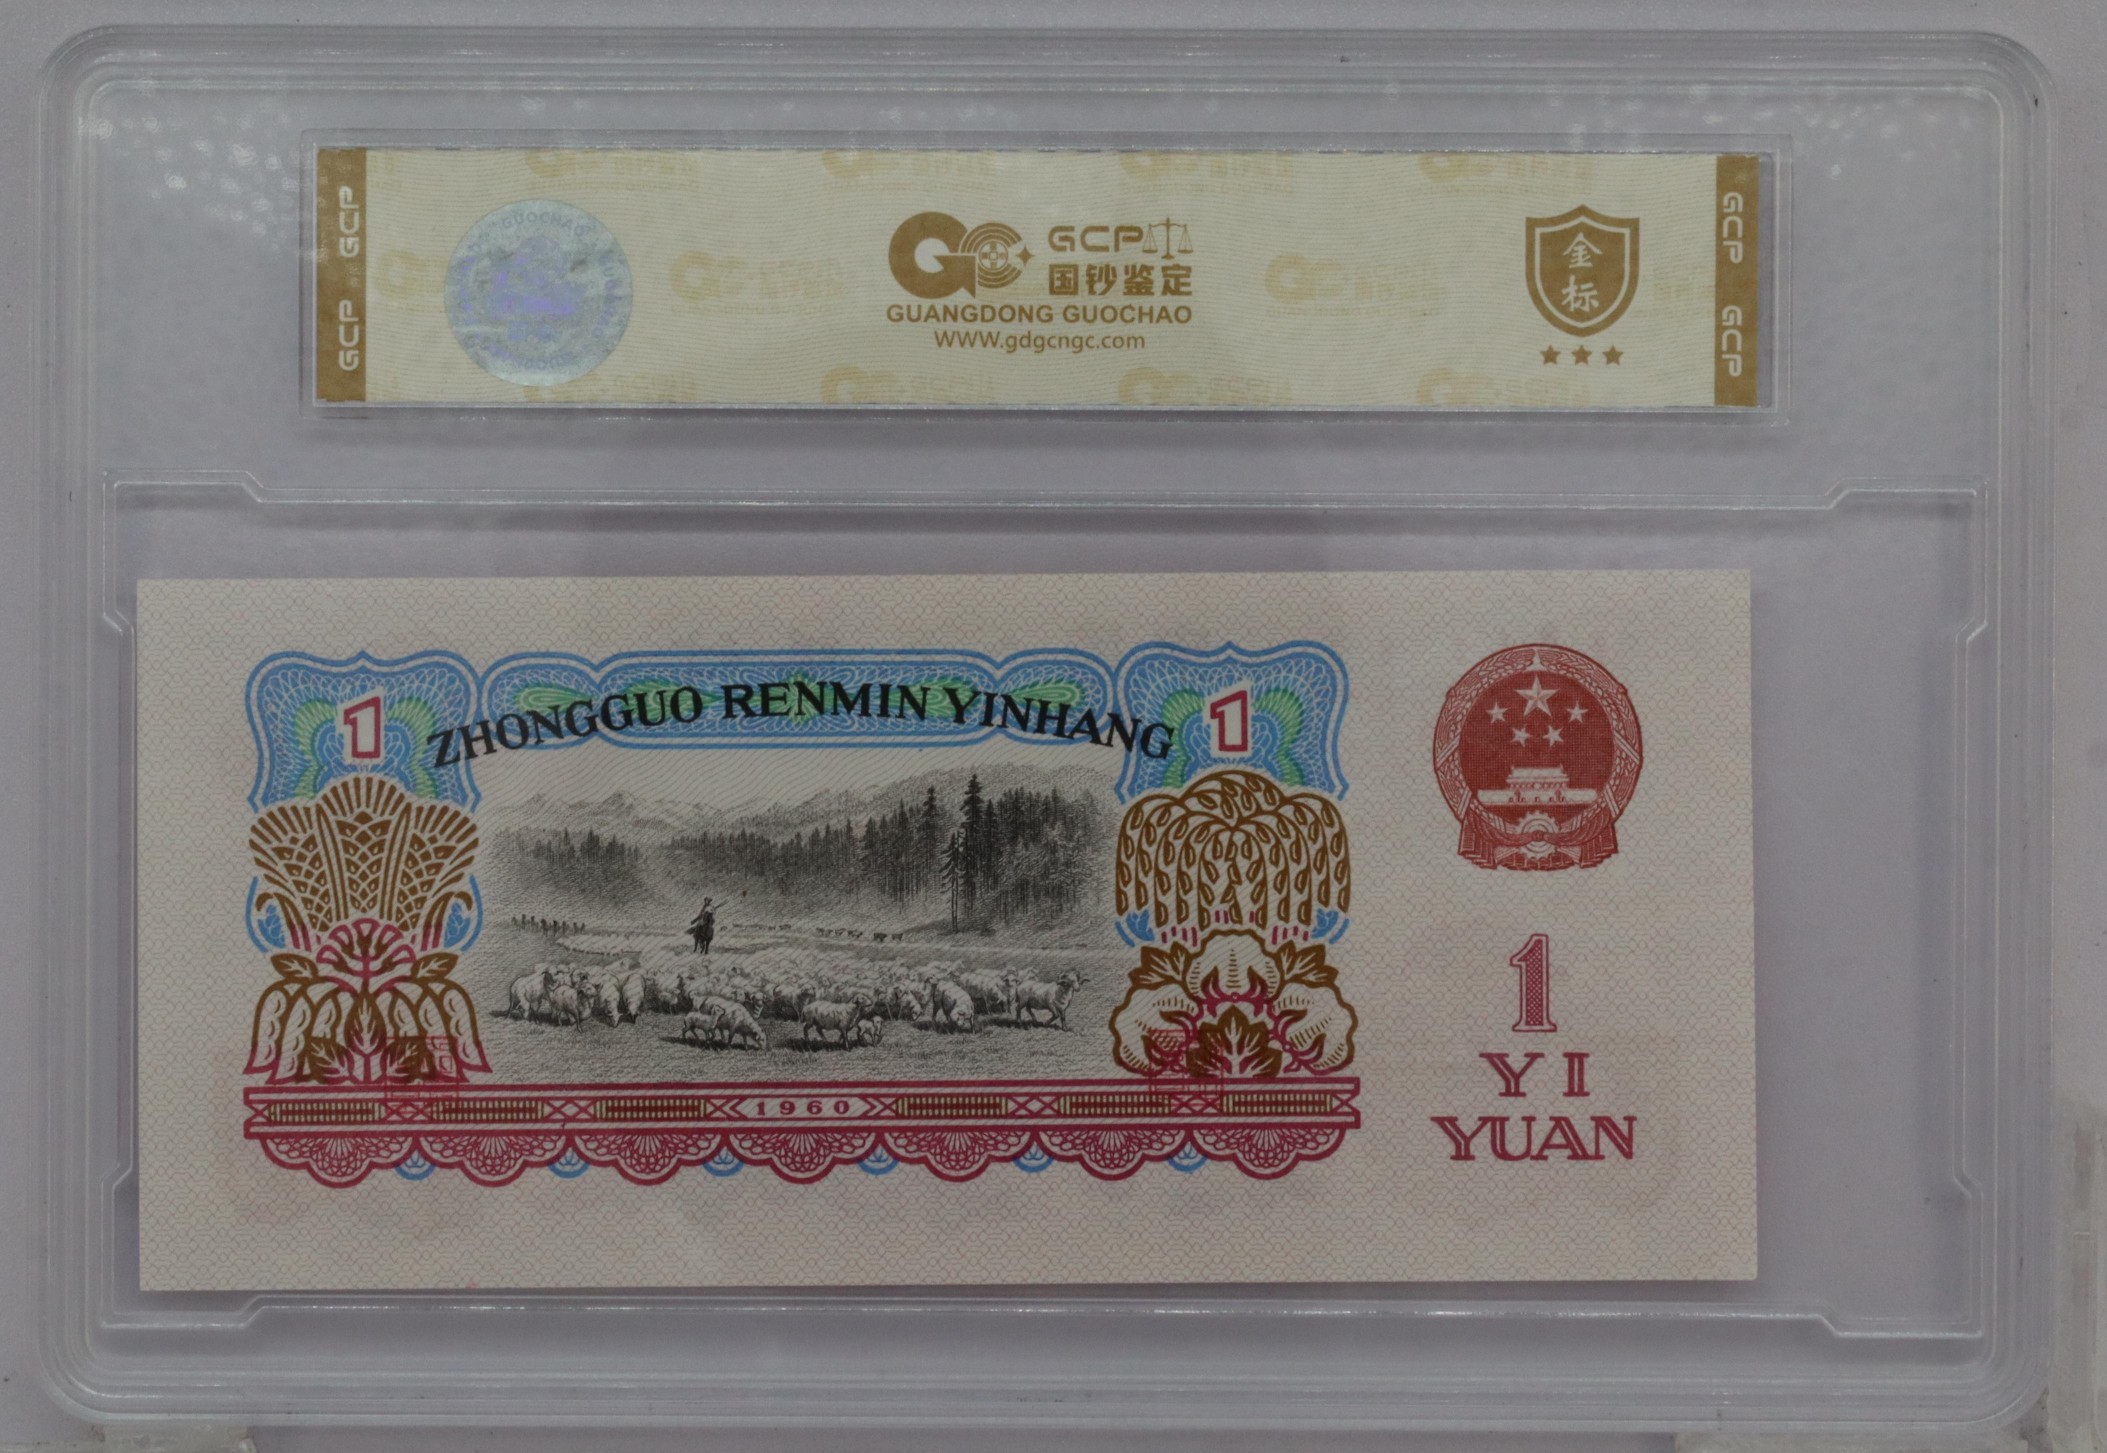 GCP GCP
GUOCHAO
GCP
国钞鉴定
GUANGDONG GUOCHAO
WWW.gdgcngc.com
金标
GCP GCP
ZHONGGUO RENMIN YINHANG
1
1
1960
1
YI
YUAN